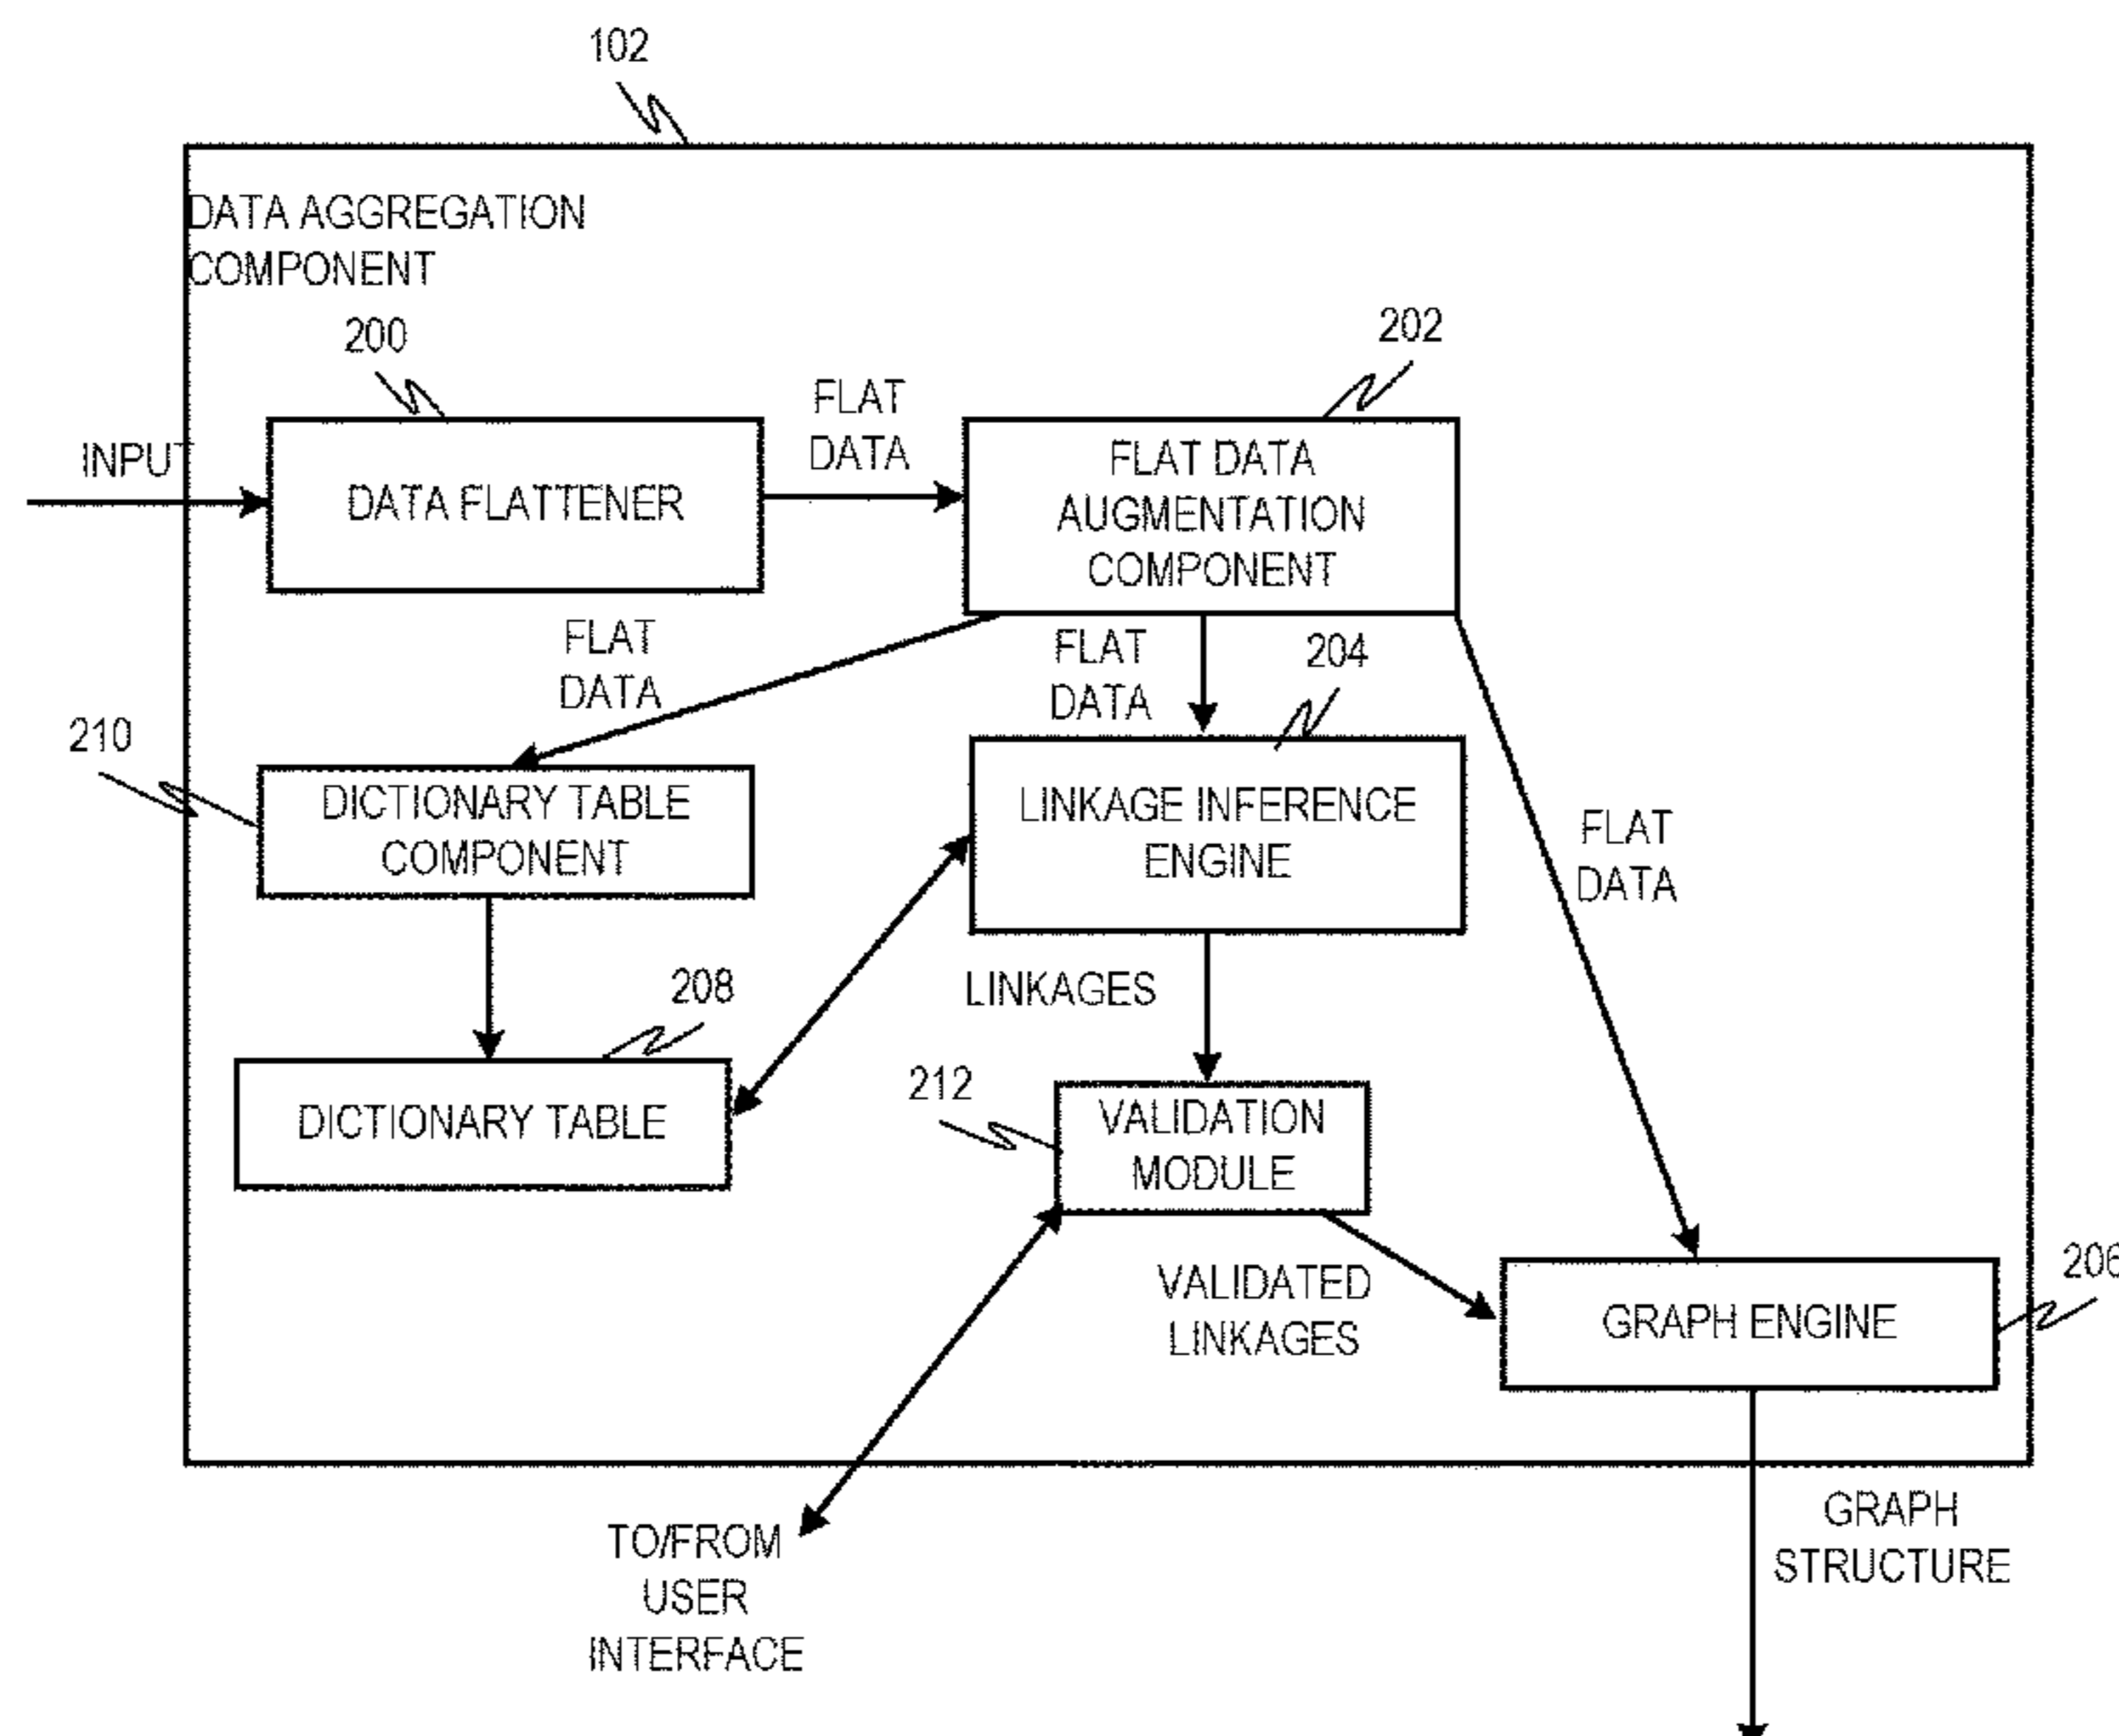 102
DATA AGGREGATION
COMPONENT
200
202
INPUT
FLAT
DATA
DATA FLATTENER
FLAT DATA
AUGMENTATION
COMPONENT
FLAT
DATA
FLAT
DATA
204
210
DICTIONARY TABLE
COMPONENT
LINKAGE INFERENCE
ENGINE
FLAT
DATA
208
LINKAGES
212
DICTIONARY TABLE
VALIDATION
MODULE
VALIDATED
LINKAGES
206
GRAPH ENGINE
TO/FROM
USER
INTERFACE
GRAPH
STRUCTURE